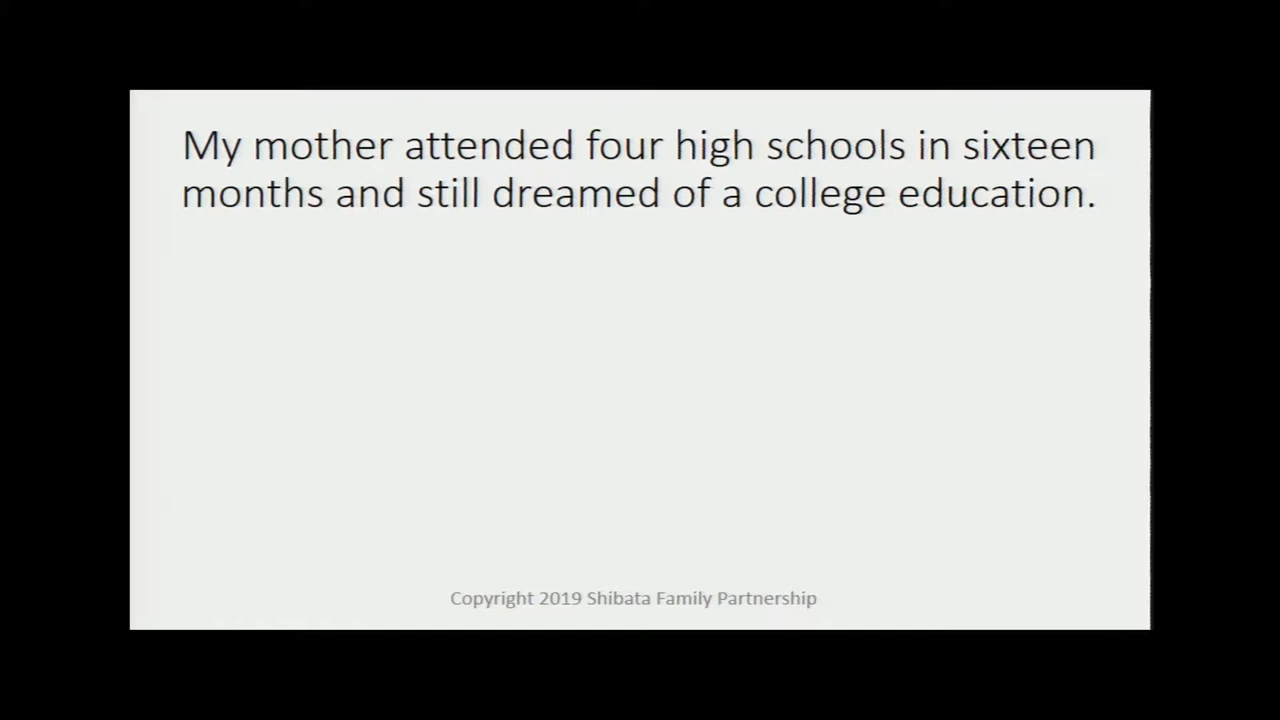 My mother attended four high schools in sixteen
months and still dreamed of a college education.
Copyright 2019 Shibata Family Partnership